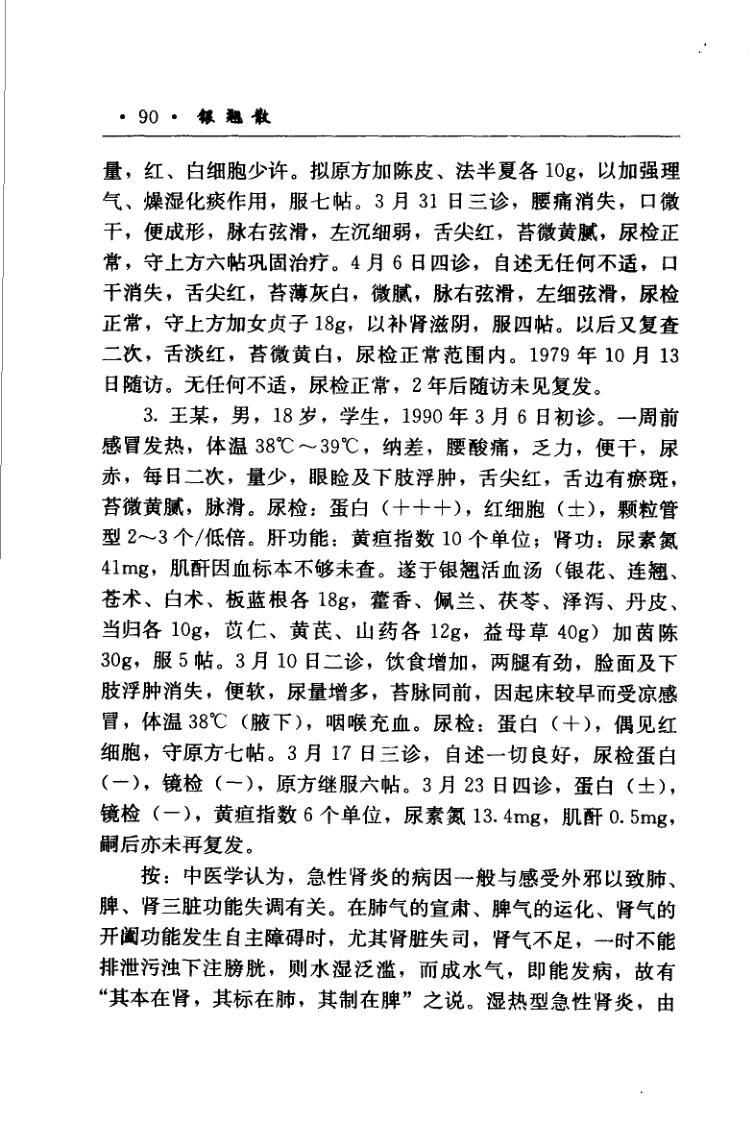 · 90 · 银翘散
量，红、白细胞少许。拟原方加陈皮、法半夏各 10g，以加强理
气、燥湿化痰作用，服七帖。3 月 31 日三诊，腰痛消失，口微
干，便成形，脉右弦滑，左沉细弱，舌尖红，苔微黄腻，尿检正
常，守上方六帖巩固治疗。4 月 6 日四诊，自述无任何不适，口
干消失，舌尖红，苔薄灰白，微腻，脉右弦滑，左细弦滑，尿检
正常，守上方加女贞子 18g，以补肾滋阴，服四帖。以后又复查
二次，舌淡红，苔微黄白，尿检正常范围内。1979 年 10 月 13
日随访。无任何不适，尿检正常，2 年后随访未见复发。
3. 王某，男，18 岁，学生，1990 年 3 月 6 日初诊。一周前
感冒发热，体温 38℃～39℃，纳差，腰酸痛，乏力，便干，尿
赤，每日二次，量少，眼睑及下肢浮肿，舌尖红，舌边有瘀斑，
苔微黄腻，脉滑。尿检：蛋白（+++），红细胞（±），颗粒管
型 2～3 个/低倍。肝功能：黄疸指数 10 个单位；肾功：尿素氮
41mg，肌酐因血标本不够未查。遂于银翘活血汤（银花、连翘、
苍术、白术、板蓝根各 18g，藿香、佩兰、茯苓、泽泻、丹皮、
当归各 10g，苡仁、黄芪、山药各 12g，益母草 40g）加茵陈
30g，服 5 帖。3 月 10 日二诊，饮食增加，两腿有劲，脸面及下
肢浮肿消失，便软，尿量增多，苔脉同前，因起床较早而受凉感
冒，体温 38℃（腋下），咽喉充血。尿检：蛋白（+），偶见红
细胞，守原方七帖。3 月 17 日三诊，自述一切良好，尿检蛋白
（−），镜检（−），原方继服六帖。3 月 23 日四诊，蛋白（±），
镜检（−），黄疸指数 6 个单位，尿素氮 13.4mg，肌酐 0.5mg，
嗣后亦未再复发。
按：中医学认为，急性肾炎的病因一般与感受外邪以致肺、
脾、肾三脏功能失调有关。在肺气的宣肃、脾气的运化、肾气的
开阖功能发生自主障碍时，尤其肾脏失司，肾气不足，一时不能
排泄污浊下注膀胱，则水湿泛滥，而成水气，即能发病，故有
“其本在肾，其标在肺，其制在脾”之说。湿热型急性肾炎，由